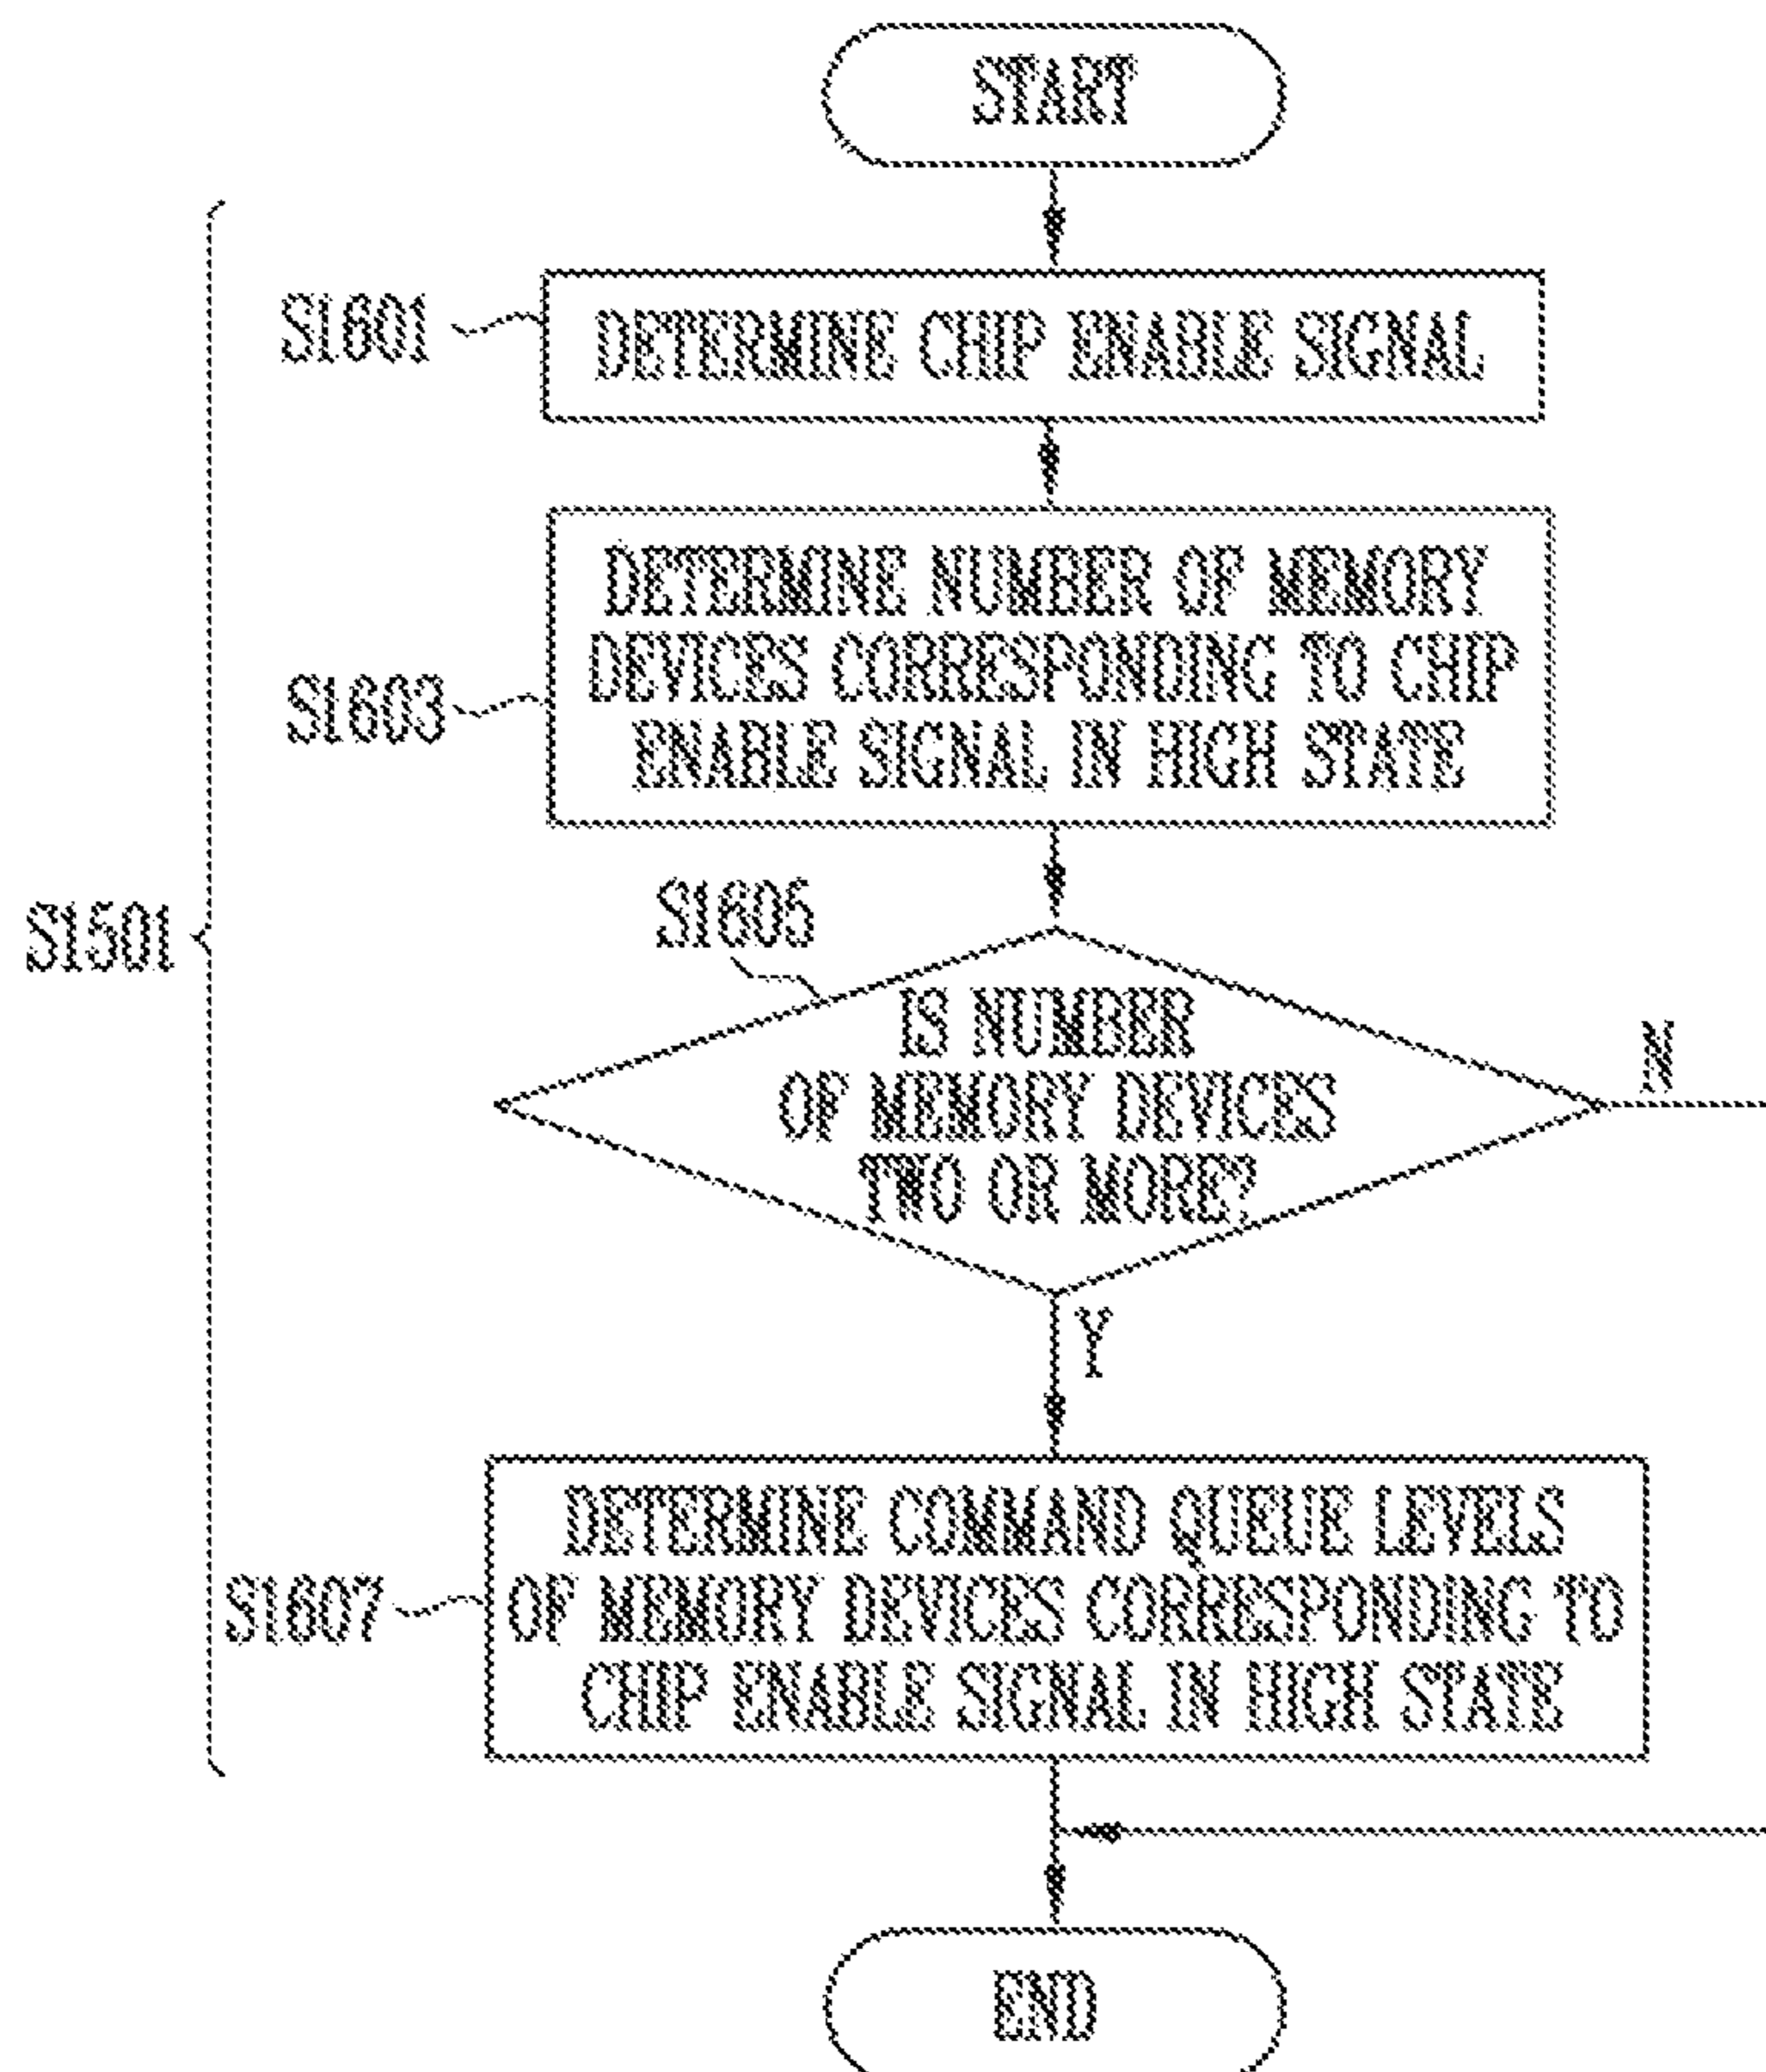 START
S1601
DETERMINE CHIP ENABLE SIGNAL
DETERMINE NUMBER OF MEMORY
DEVICES CORRESPONDING TO CHIP
ENABLE SIGNAL IN HIGH STATE
S1603
S1501
S1605
IS NUMBER
OF MEMORY DEVICES
TWO OR MORE?
N
Y
DETERMINE COMMAND QUEUE LEVELS
OF MEMORY DEVICES CORRESPONDING TO
CHIP ENABLE SIGNAL IN HIGH STATE
S1607
END